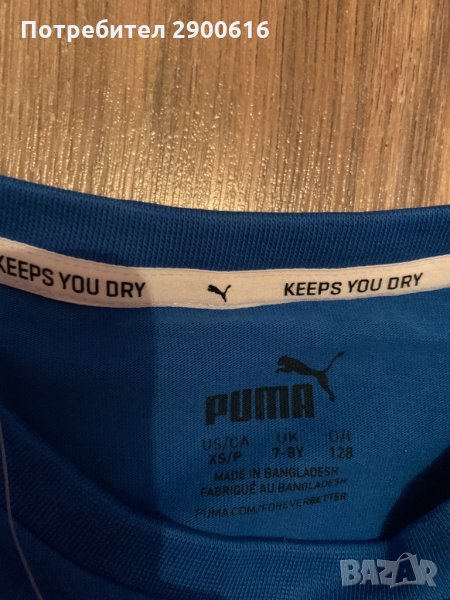 Потребител 2900616
KEEPS YOU DRY KEEPS YOU DRY
PUMA
US/CA UK D/I
XS/P 7-8Y 128
MADE IN BANGLADESH
FABRIQUÉ AU BANGLADESH
PUMA.COM/FOREVERBETTER
BAZAR